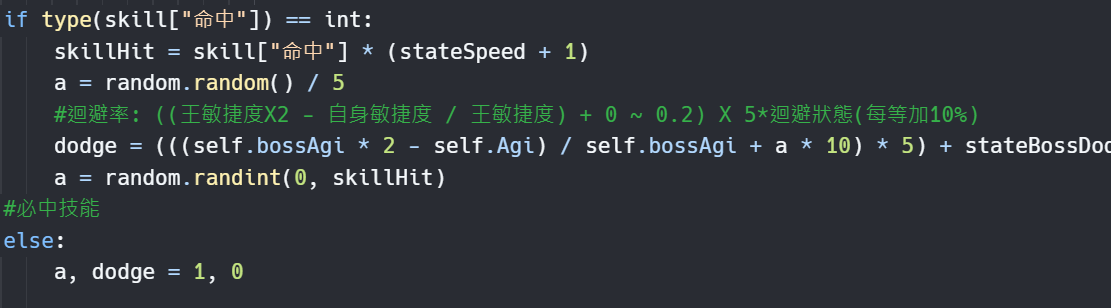 if type(skill["命中"]) == int:
    skillHit = skill["命中"] * (stateSpeed + 1)
    a = random.random() / 5
    #迴避率: ((王敏捷度X2 - 自身敏捷度 / 王敏捷度) + 0 ~ 0.2) X 5*迴避狀態(每等加10%)
    dodge = (((self.bossAgi * 2 - self.Agi) / self.bossAgi + a * 10) * 5) + stateBossDod
    a = random.randint(0, skillHit)
#必中技能
else:
    a, dodge = 1, 0